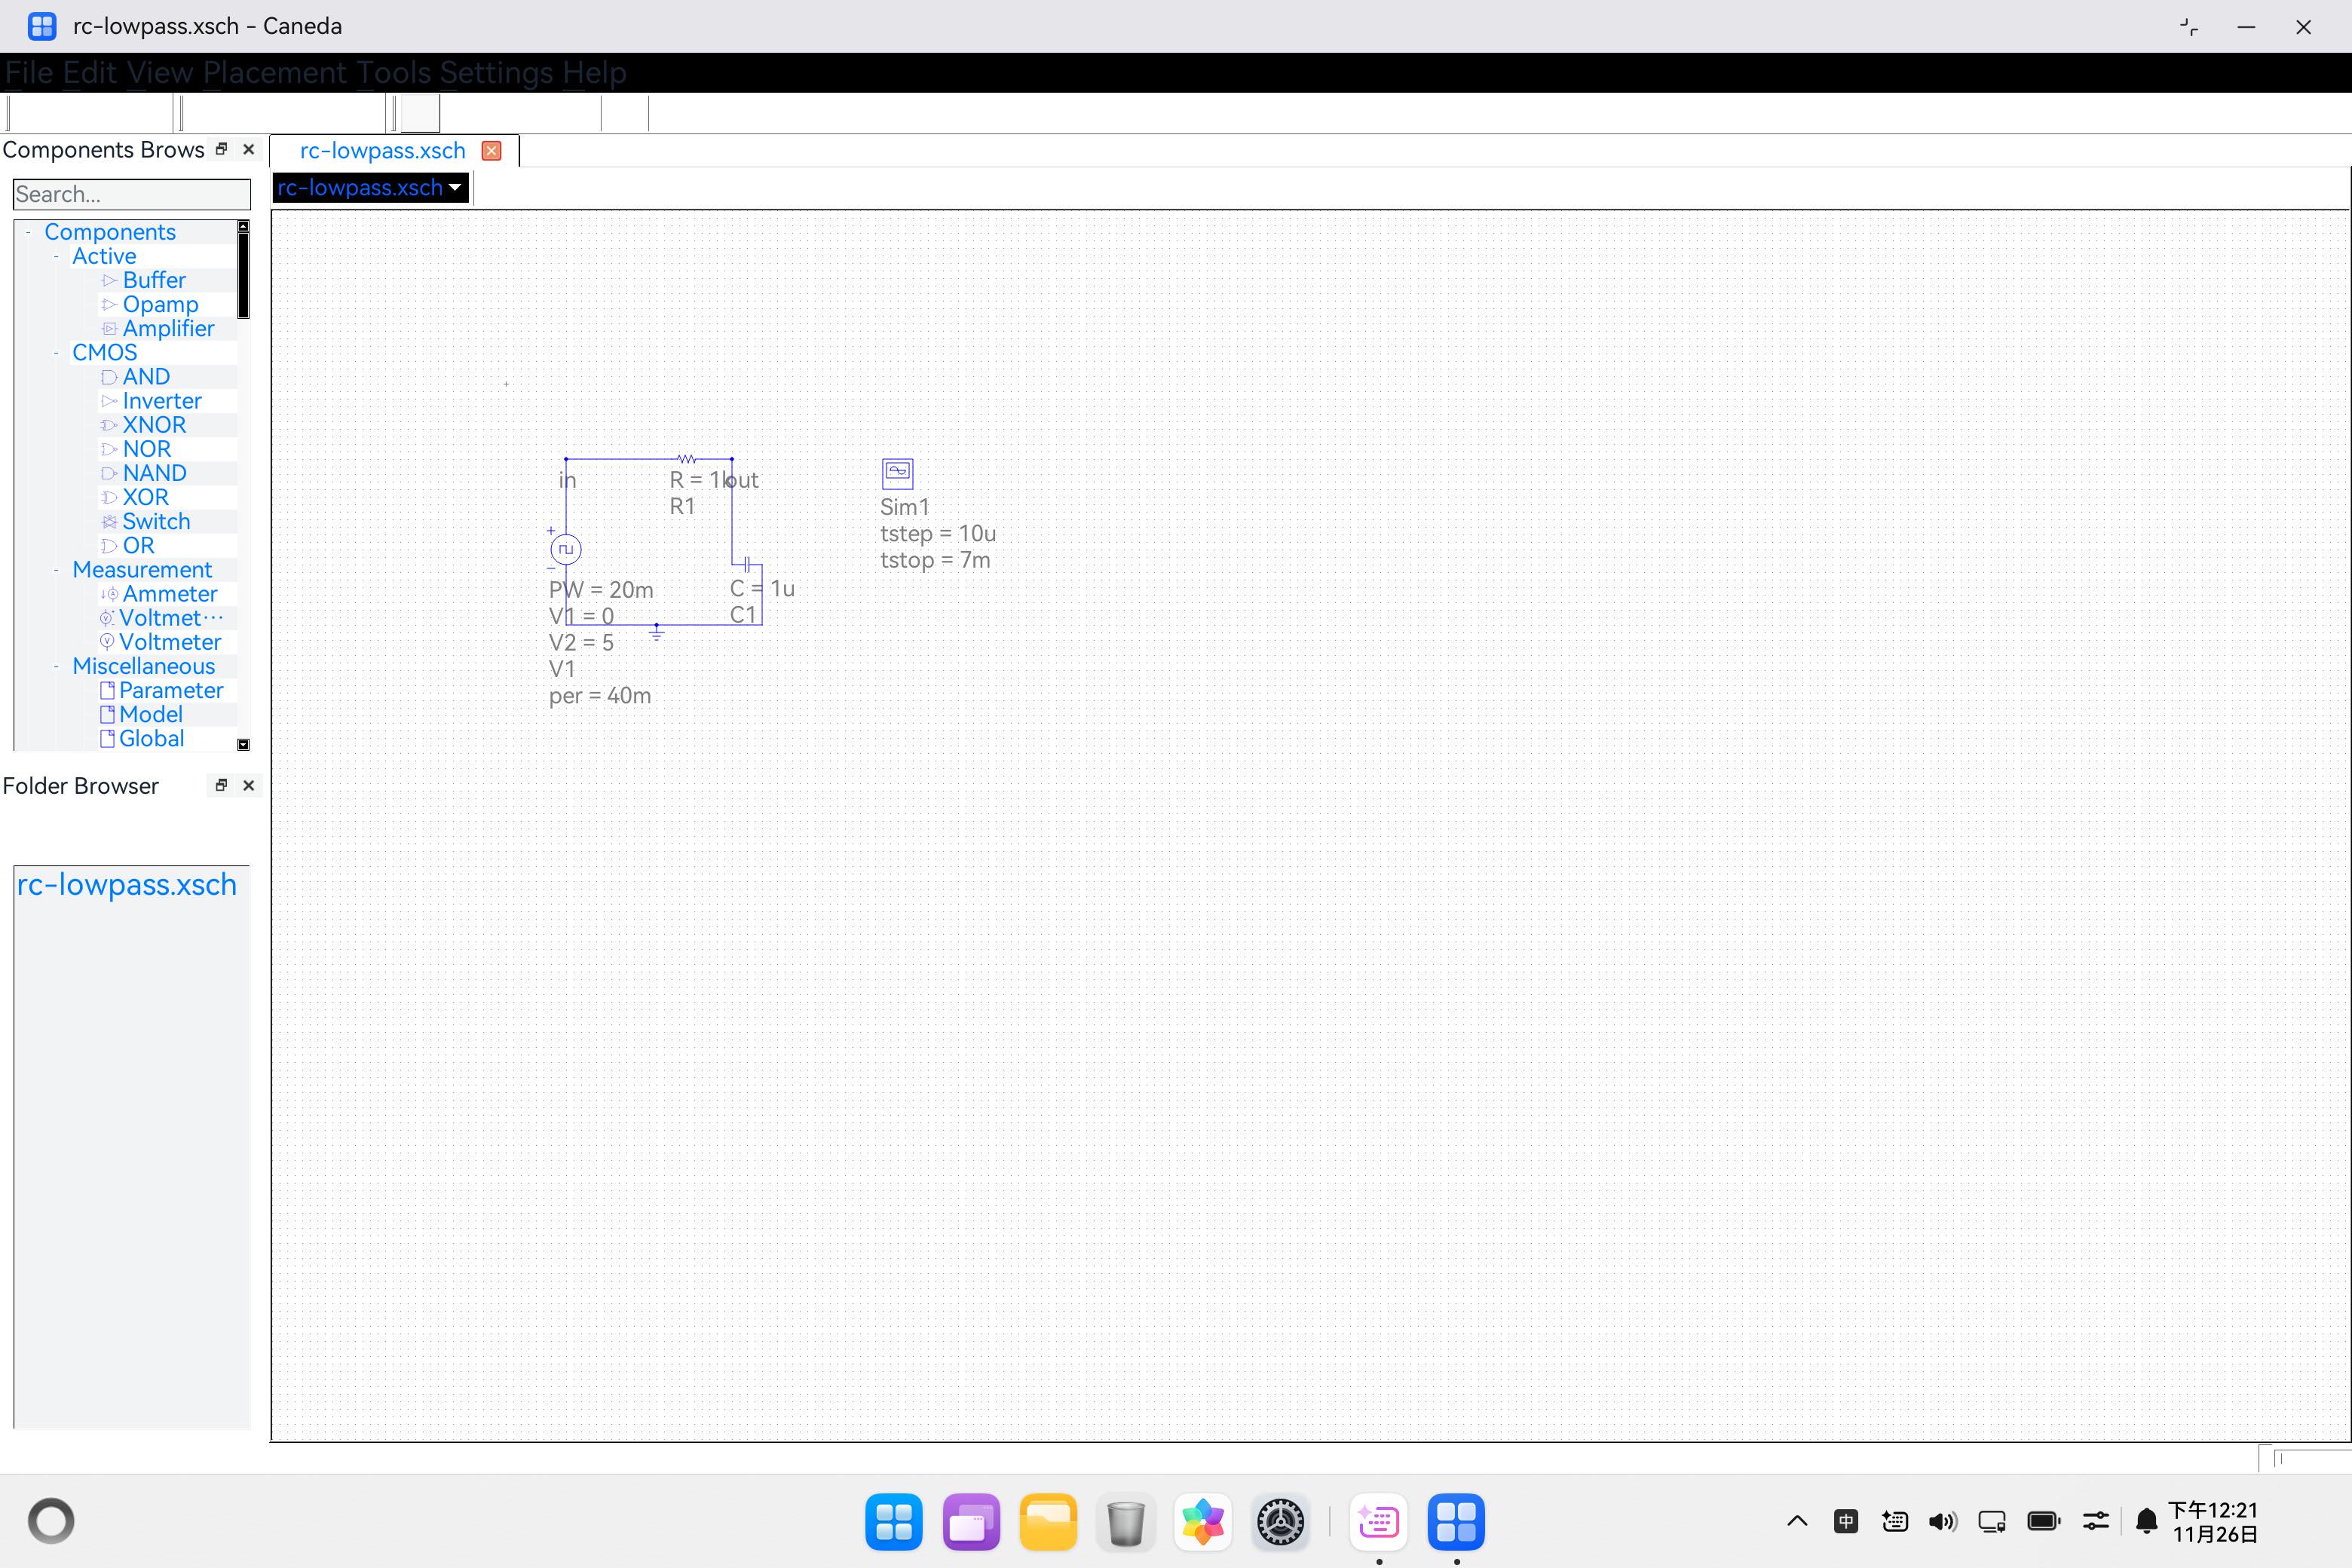 rc-lowpass.xsch - Caneda
File Edit View Placement Tools Settings Help
Components Brows
rc-lowpass.xsch
rc-lowpass.xsch
Search...
Components
Active
Buffer
Opamp
Amplifier
CMOS
AND
Inverter
XNOR
NOR
NAND
XOR
Switch
OR
Measurement
Ammeter
Voltmet···
Voltmeter
Miscellaneous
Parameter
Model
Global
in
R = 1k
out
R1
Sim1
tstep = 10u
tstop = 7m
PW = 20m
V1 = 0
V2 = 5
V1
per = 40m
C = 1u
C1
Folder Browser
rc-lowpass.xsch
中
下午12:21
11月26日